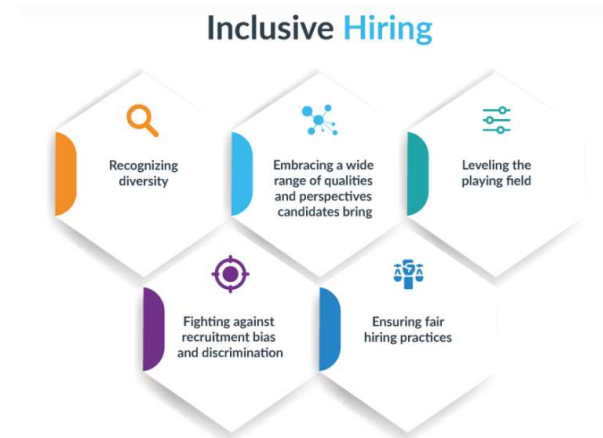 Inclusive Hiring
Recognizing
diversity
Embracing a wide
range of qualities
and perspectives
candidates bring
Leveling the
playing field
Fighting against
recruitment bias
and discrimination
Ensuring fair
hiring practices